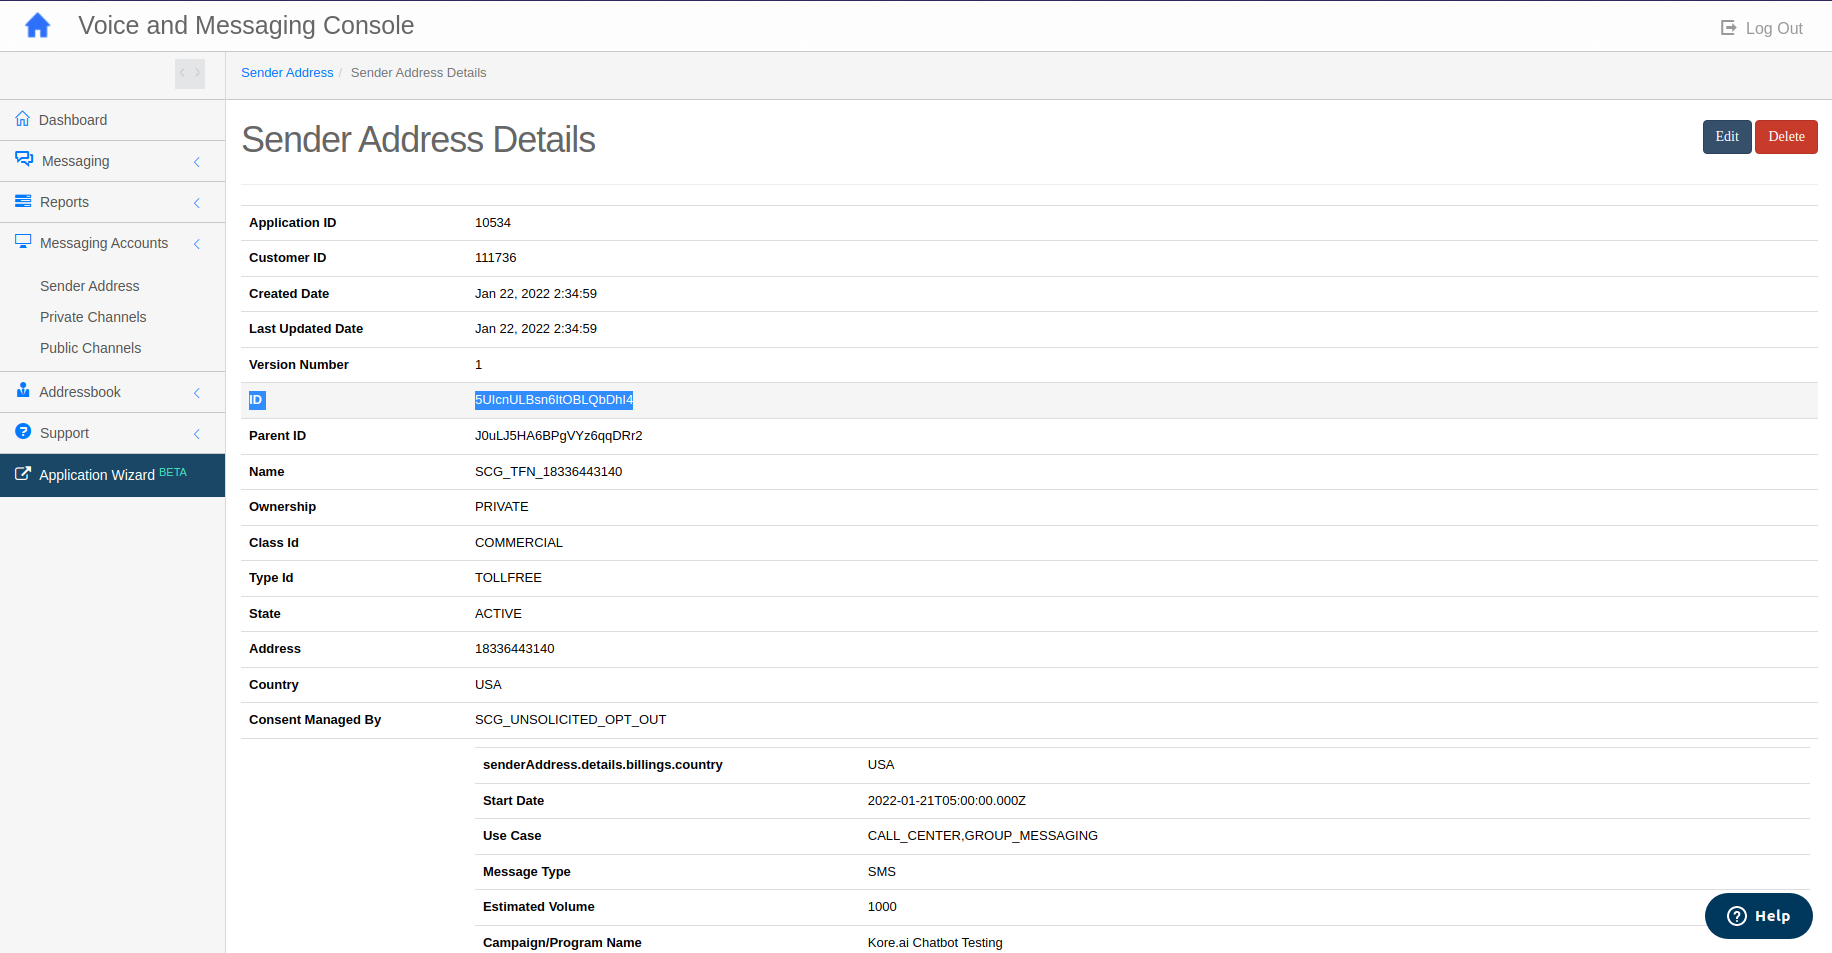 Voice and Messaging Console
Log Out
Sender Address / Sender Address Details
Dashboard
Messaging
Reports
Messaging Accounts
Sender Address
Private Channels
Public Channels
Addressbook
Support
Application Wizard BETA
Sender Address Details
Edit
Delete
Application ID 10534
Customer ID 111736
Created Date Jan 22, 2022 2:34:59
Last Updated Date Jan 22, 2022 2:34:59
Version Number 1
ID 5UIcnULBsn6ItOBLQbDhI4
Parent ID J0uLJ5HA6BPgVYz6qqDRr2
Name SCG_TFN_18336443140
Ownership PRIVATE
Class Id COMMERCIAL
Type Id TOLLFREE
State ACTIVE
Address 18336443140
Country USA
Consent Managed By SCG_UNSOLICITED_OPT_OUT
senderAddress.details.billings.country USA
Start Date 2022-01-21T05:00:00.000Z
Use Case CALL_CENTER,GROUP_MESSAGING
Message Type SMS
Estimated Volume 1000
Campaign/Program Name Kore.ai Chatbot Testing
Help